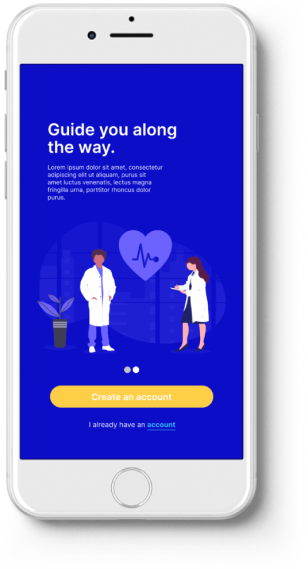 Guide you along
the way.
Lorem ipsum dolor sit amet, consectetur
adipiscing elit ut aliquam, purus sit
amet luctus venenatis, lectus magna
fringilla urna, porttitor rhoncus dolor
purus.
Create an account
I already have an account